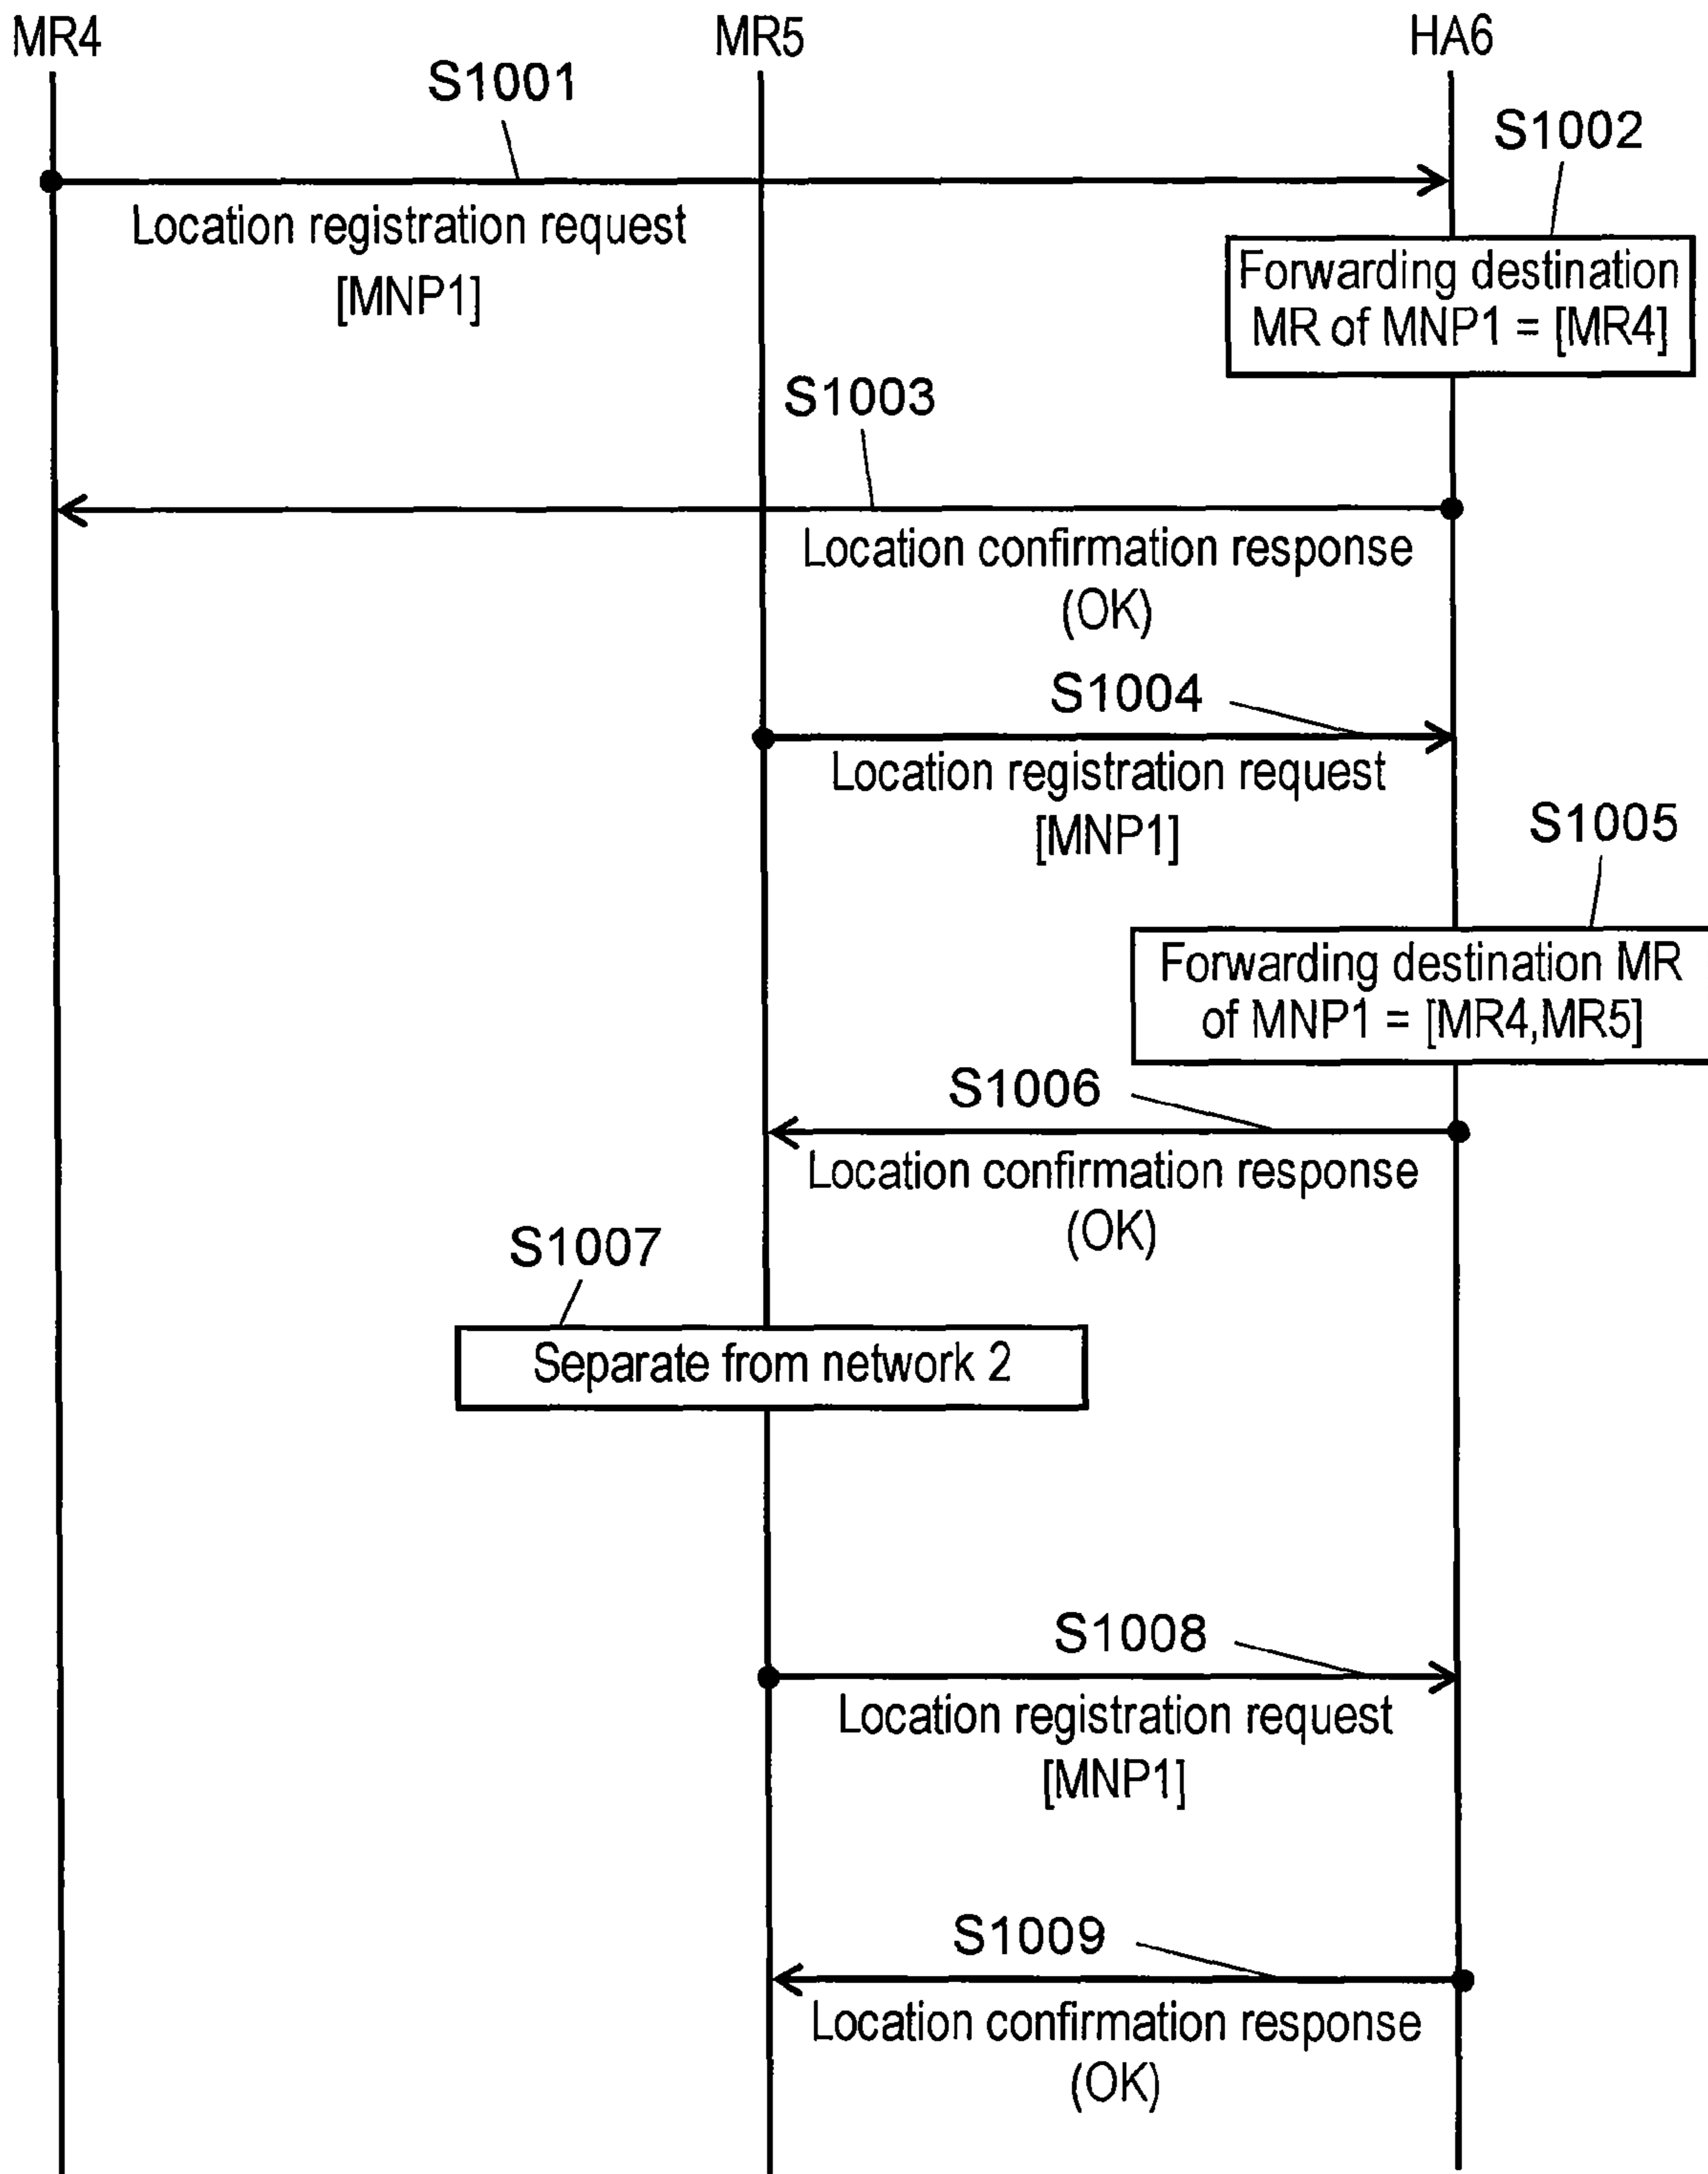 MR4
MR5
HA6
S1001
S1002
Location registration request
[MNP1]
Forwarding destination
MR of MNP1 = [MR4]
S1003
Location confirmation response
(OK)
S1004
Location registration request
[MNP1]
S1005
Forwarding destination MR
of MNP1 = [MR4,MR5]
S1006
Location confirmation response
(OK)
S1007
Separate from network 2
S1008
Location registration request
[MNP1]
S1009
Location confirmation response
(OK)